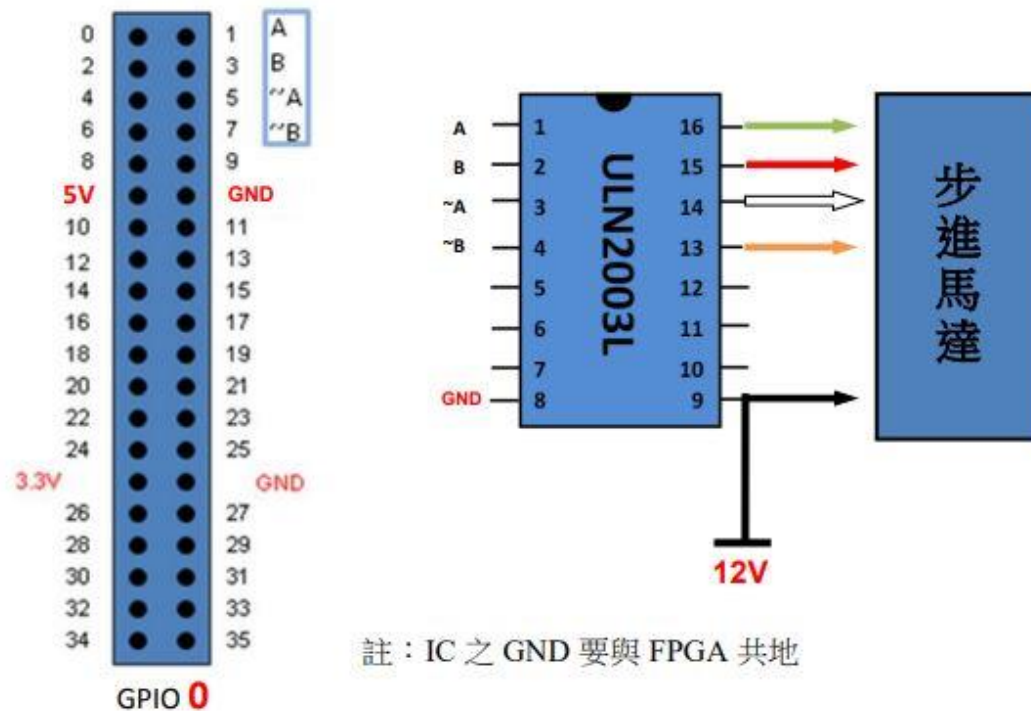 0 1 A
2 3 B
4 5 ~A
6 7 ~B
8 9
5V GND
10 11
12 13
14 15
16 17
18 19
20 21
22 23
24 25
3.3V GND
26 27
28 29
30 31
32 33
34 35
GPIO 0
A 1 16
B 2 15
~A 3 14
~B 4 13
5 12
6 11
7 10
GND 8 9
ULN2003L
步進馬達
12V
註：IC 之 GND 要與 FPGA 共地